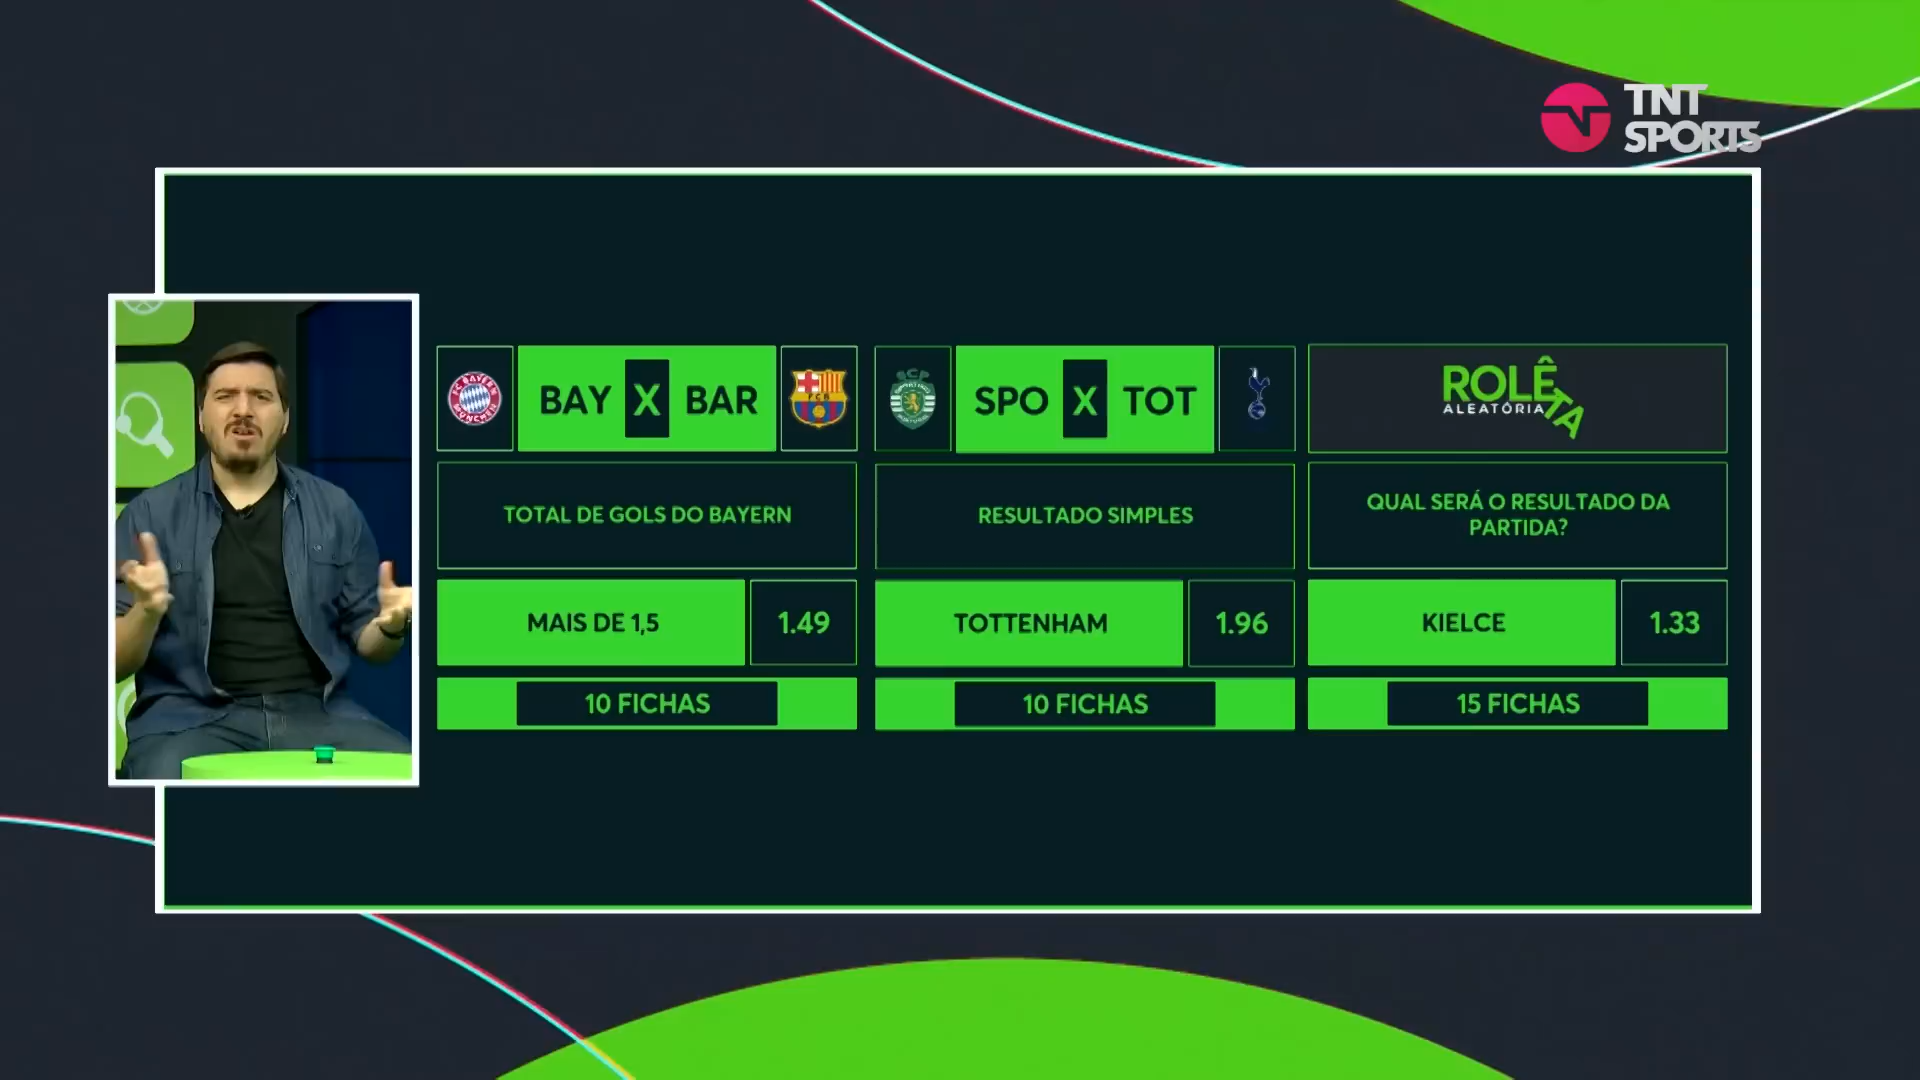 TNT
SPORTS
BAY X BAR
SPO X TOT
ROLÊTA
ALEATÓRIA
TOTAL DE GOLS DO BAYERN
RESULTADO SIMPLES
QUAL SERÁ O RESULTADO DA
PARTIDA?
MAIS DE 1,5
1.49
TOTTENHAM
1.96
KIELCE
1.33
10 FICHAS
10 FICHAS
15 FICHAS